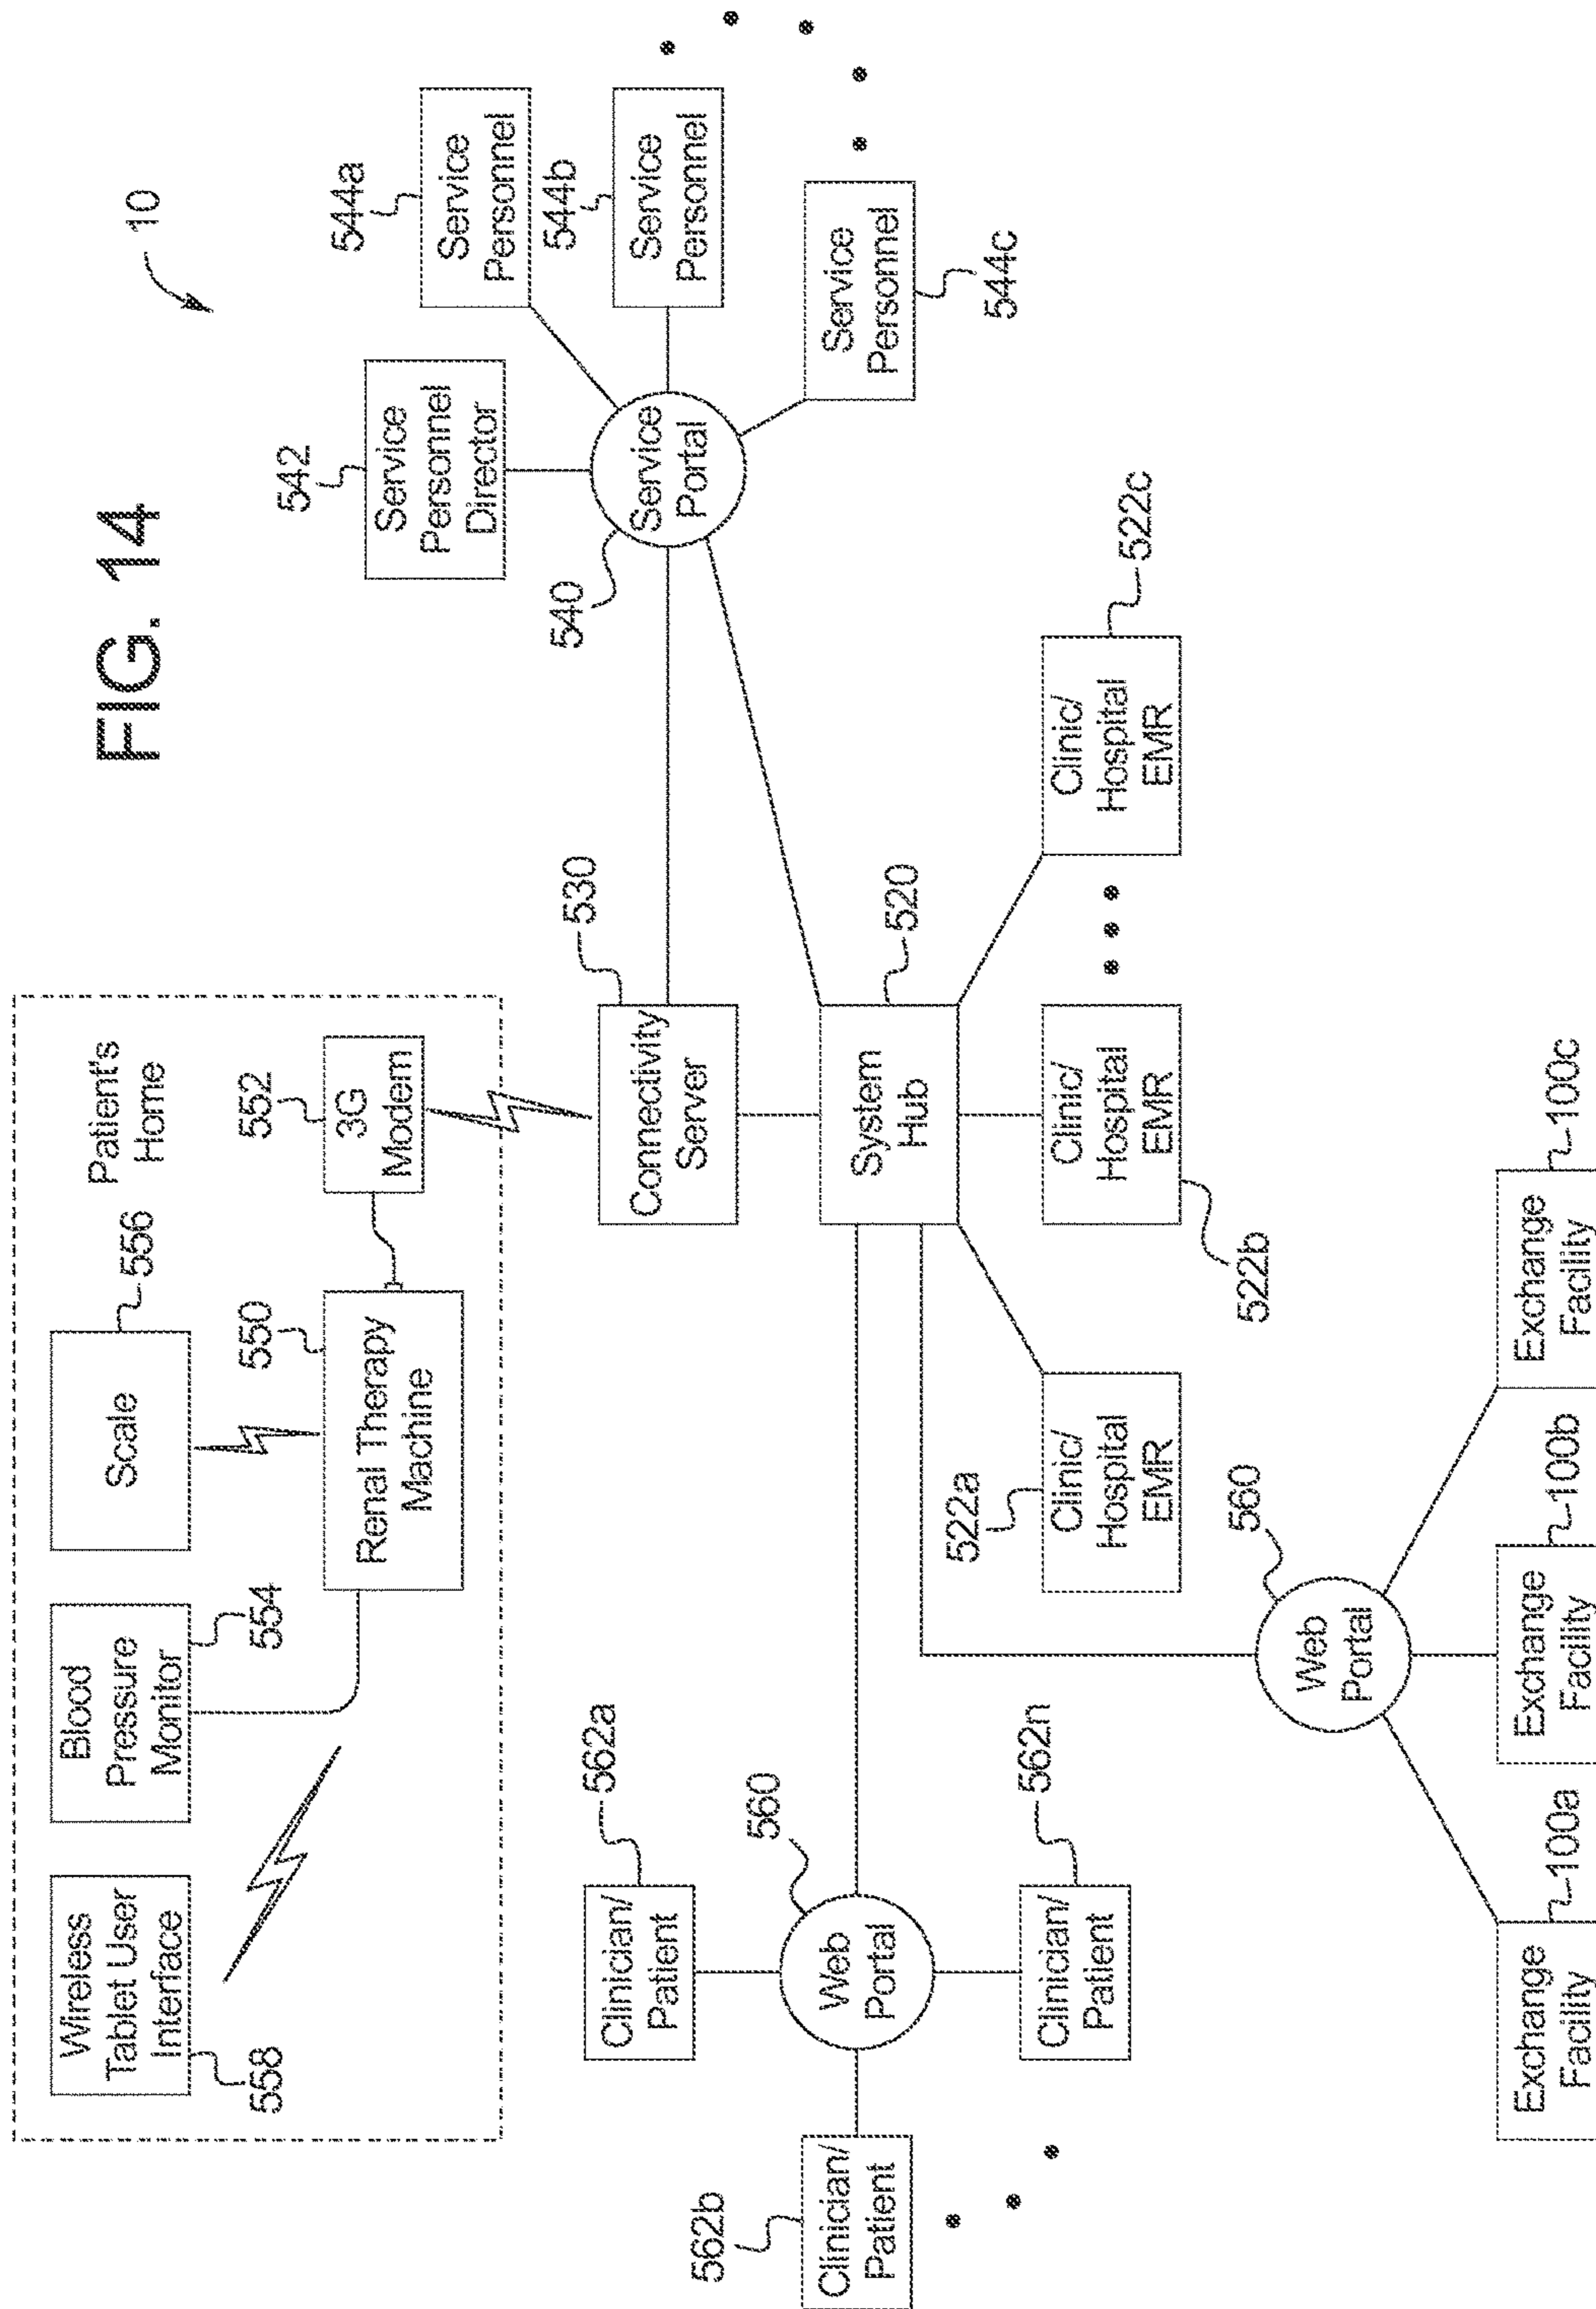 FIG. 14
10
Patient's
Home
Wireless
Tablet User
Interface
558
Blood
Pressure
Monitor
554
Scale
556
550
Renal Therapy
Machine
552
3G
Modem
530
Connectivity
Server
520
System
Hub
542
Service
Personnel
Director
544a
Service
Personnel
544b
Service
Personnel
Service
Personnel
544c
540
Service
Portal
562a
Clinician/
Patient
562b
Clinician/
Patient
560
Web
Portal
562n
Clinician/
Patient
522a
Clinic/
Hospital
EMR
Clinic/
Hospital
EMR
522b
Clinic/
Hospital
EMR
522c
560
Web
Portal
Exchange
Facility
100a
Exchange
Facility
100b
Exchange
Facility
100c